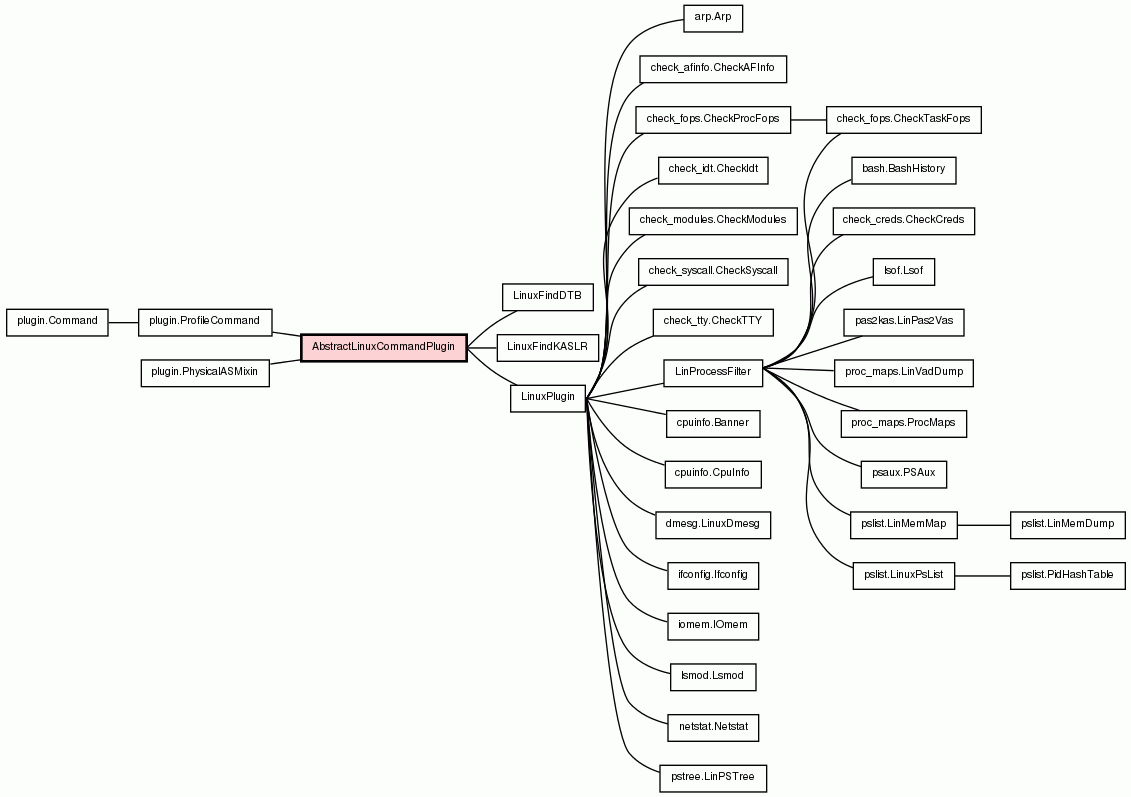 arp.Arp
check_afinfo.CheckAFInfo
check_fops.CheckProcFops
check_fops.CheckTaskFops
check_idt.CheckIdt
bash.BashHistory
check_modules.CheckModules
check_creds.CheckCreds
check_syscall.CheckSyscall
lsof.Lsof
LinuxFindDTB
plugin.Command
plugin.ProfileCommand
check_tty.CheckTTY
pas2kas.LinPas2Vas
AbstractLinuxCommandPlugin
LinuxFindKASLR
plugin.PhysicalASMixin
LinProcessFilter
proc_maps.LinVadDump
LinuxPlugin
cpuinfo.Banner
proc_maps.ProcMaps
cpuinfo.CpuInfo
psaux.PSAux
dmesg.LinuxDmesg
pslist.LinMemMap
pslist.LinMemDump
ifconfig.Ifconfig
pslist.LinuxPsList
pslist.PidHashTable
iomem.IOmem
lsmod.Lsmod
netstat.Netstat
pstree.LinPSTree